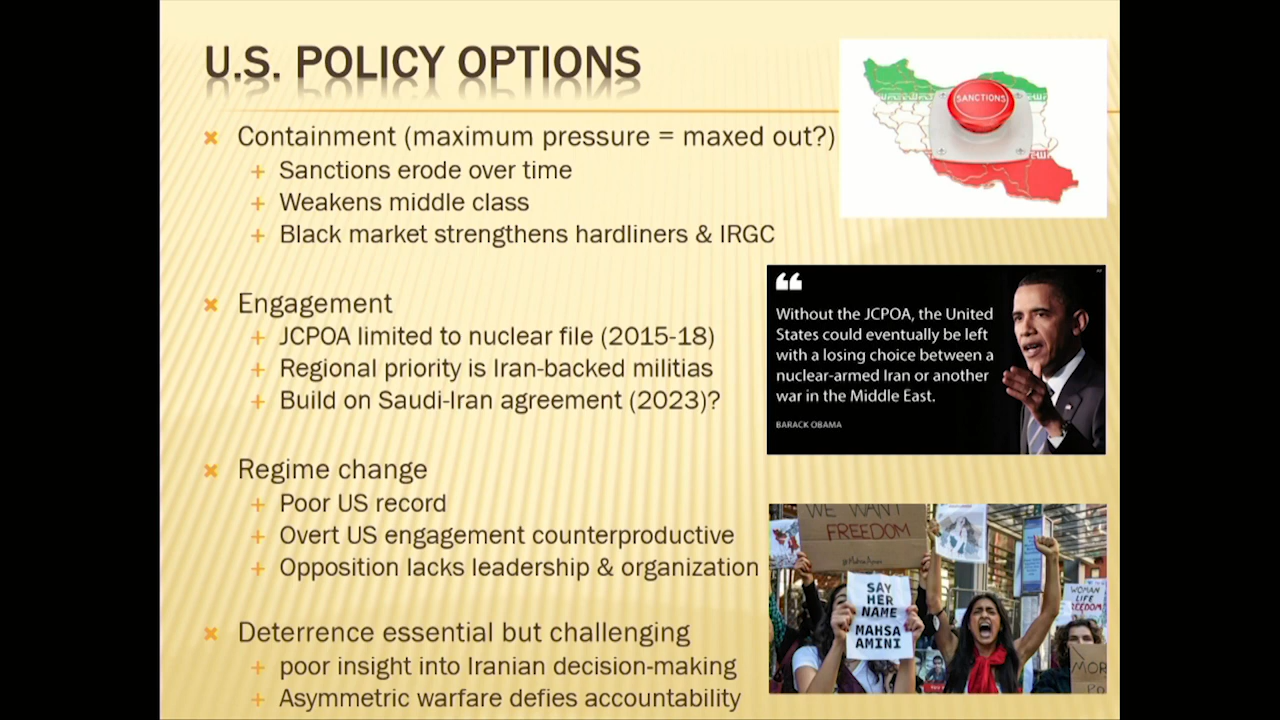 U.S. POLICY OPTIONS
Containment (maximum pressure = maxed out?)
Sanctions erode over time
Weakens middle class
Black market strengthens hardliners & IRGC
Engagement
JCPOA limited to nuclear file (2015-18)
Regional priority is Iran-backed militias
Build on Saudi-Iran agreement (2023)?
Regime change
Poor US record
Overt US engagement counterproductive
Opposition lacks leadership & organization
Deterrence essential but challenging
poor insight into Iranian decision-making
Asymmetric warfare defies accountability
SANCTIONS
“
Without the JCPOA, the United
States could eventually be left
with a losing choice between a
nuclear-armed Iran or another
war in the Middle East.
BARACK OBAMA
WE WANT
FREEDOM
SAY
HER
NAME
MAHSA
AMINI
WOMAN
LIFE
FREEDOM